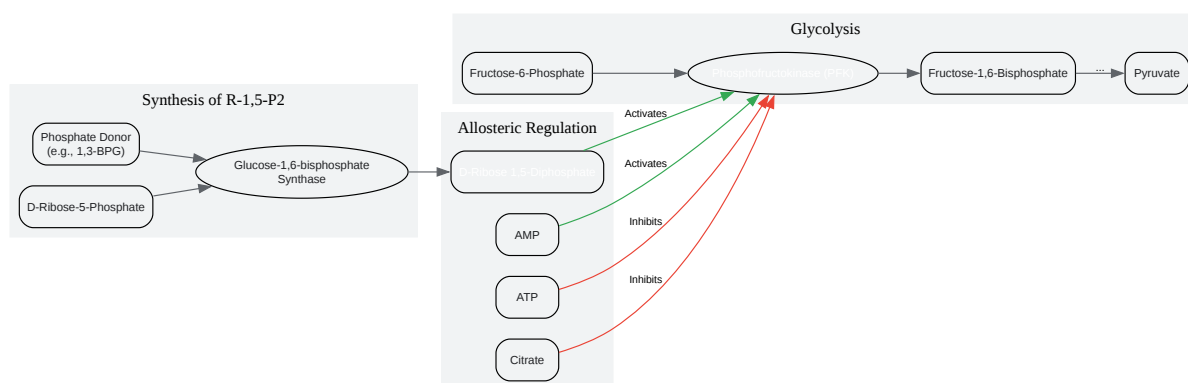 Glycolysis
Fructose-6-Phosphate
Phosphofructokinase (PFK)
Fructose-1,6-Bisphosphate
...
Pyruvate
Synthesis of R-1,5-P2
Phosphate Donor
(e.g., 1,3-BPG)
D-Ribose-5-Phosphate
Glucose-1,6-bisphosphate
Synthase
Allosteric Regulation
D-Ribose 1,5-Diphosphate
AMP
ATP
Citrate
Activates
Activates
Inhibits
Inhibits